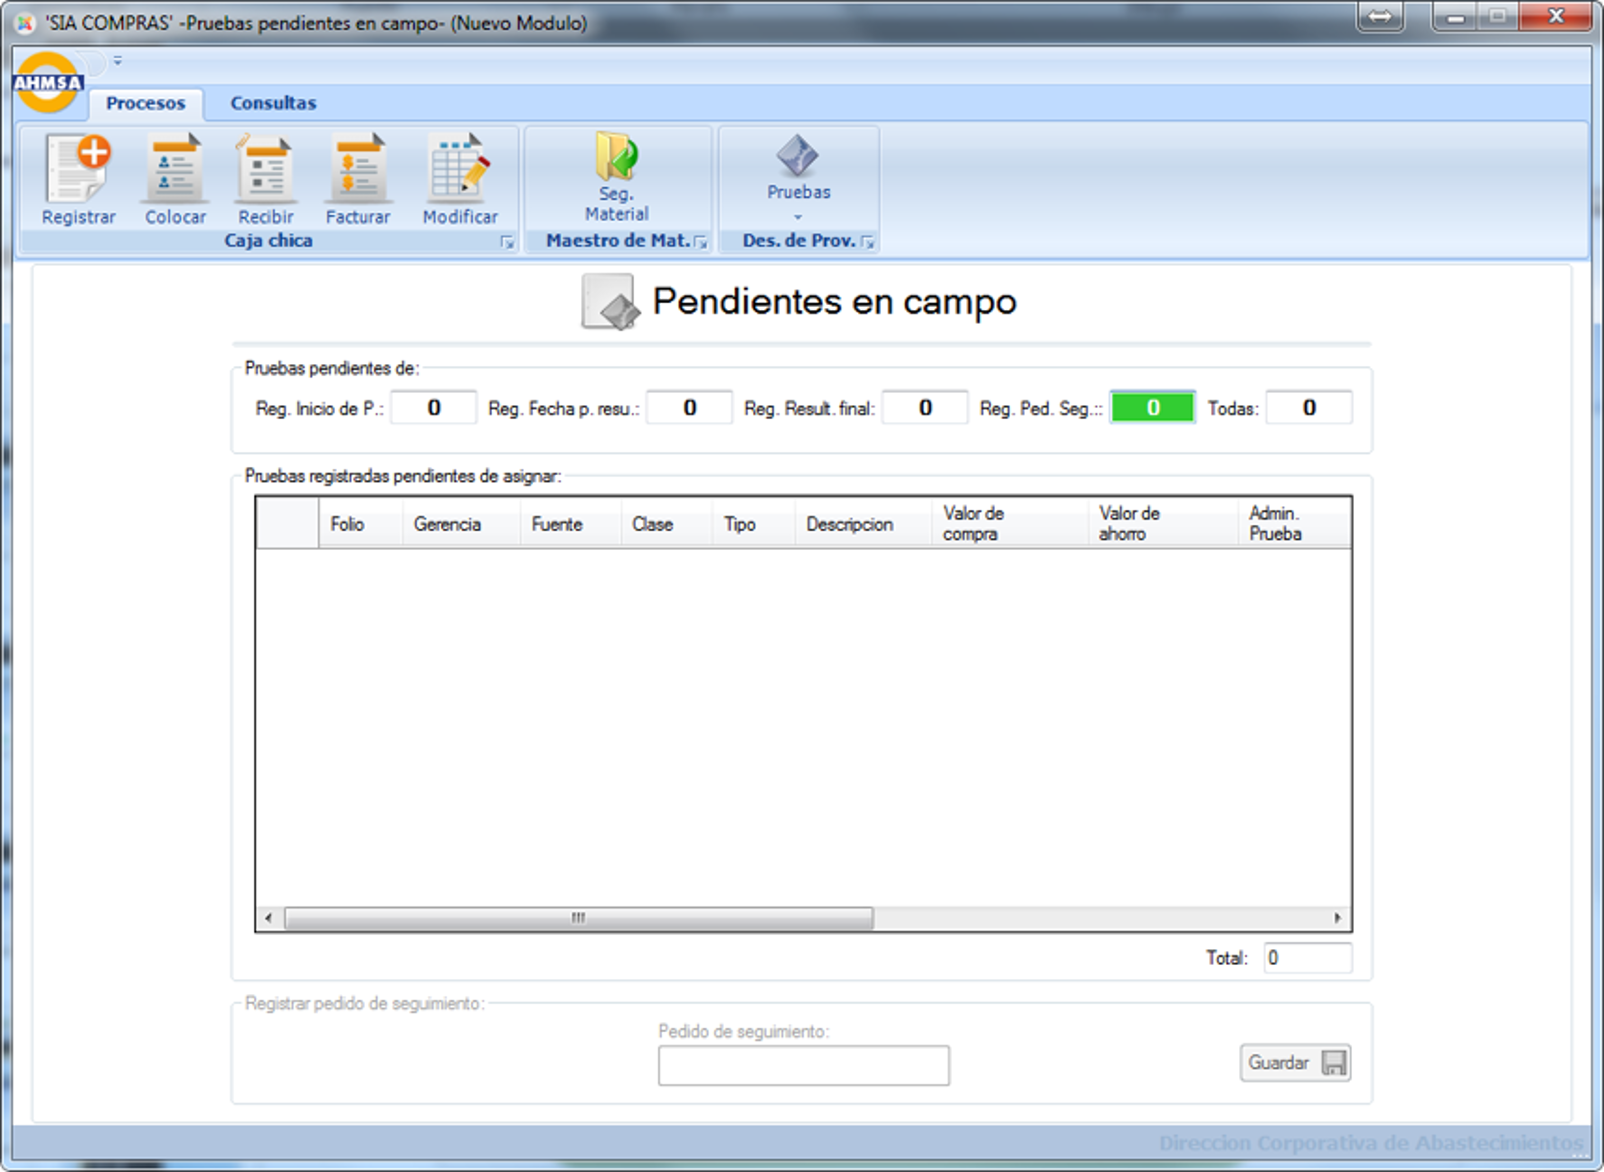 'SIA COMPRAS' -Pruebas pendientes en campo- (Nuevo Modulo)
AHMSA
Procesos Consultas
Registrar Colocar Recibir Facturar Modificar
Caja chica
Seg.
Material
Maestro de Mat.
Pruebas
Des. de Prov.
Pendientes en campo
Pruebas pendientes de:
Reg. Inicio de P.: 0 Reg. Fecha p. resu.: 0 Reg. Result. final: 0 Reg. Ped. Seg.:: 0 Todas: 0
Pruebas registradas pendientes de asignar:
Folio Gerencia Fuente Clase Tipo Descripcion Valor de compra Valor de ahorro Admin. Prueba
Total: 0
Registrar pedido de seguimiento:
Pedido de seguimiento:
Guardar
Direccion Corporativa de Abastecimientos